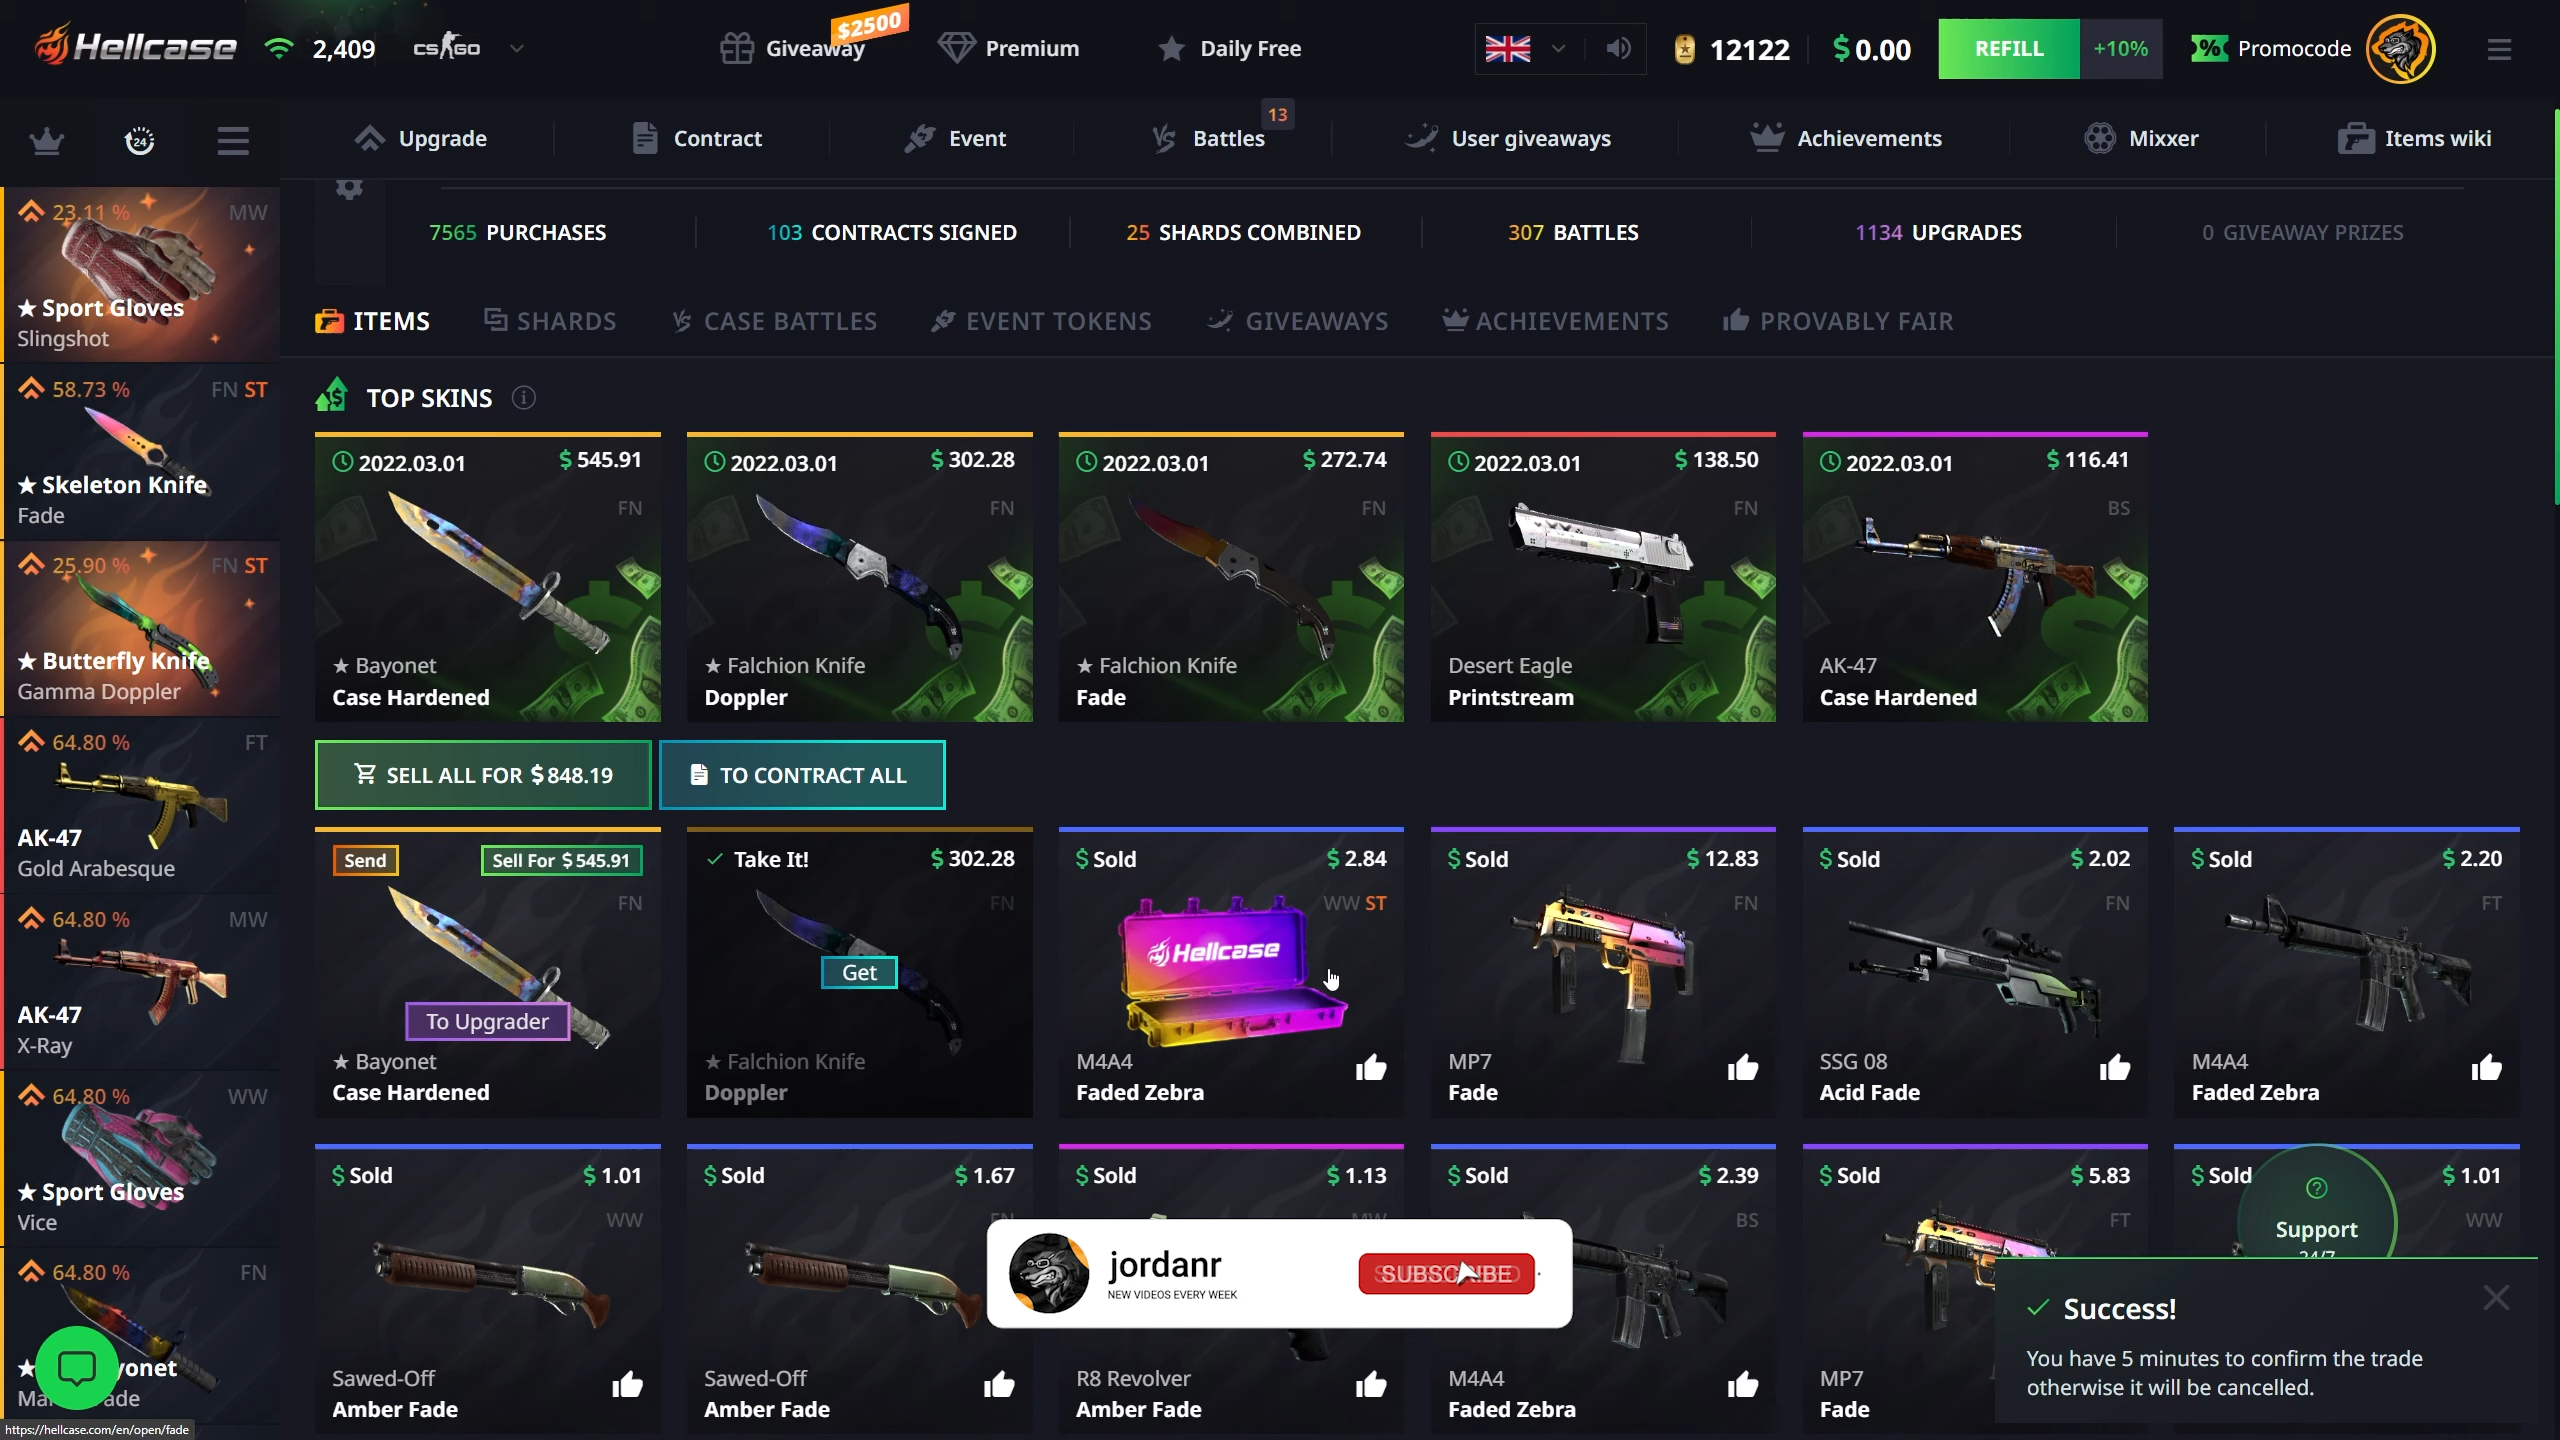 Hellcase 2,409 CS:GO Giveaway $2500 Premium Daily Free 12122 $0.00 REFILL +10% Promocode
24 Upgrade Contract Event Battles 13 User giveaways Achievements Mixxer Items wiki
7565 PURCHASES 103 CONTRACTS SIGNED 25 SHARDS COMBINED 307 BATTLES 1134 UPGRADES 0 GIVEAWAY PRIZES
ITEMS SHARDS CASE BATTLES EVENT TOKENS GIVEAWAYS ACHIEVEMENTS PROVABLY FAIR
23.11 % MW
★ Sport Gloves
Slingshot
58.73 % FN ST
★ Skeleton Knife
Fade
25.90 % FN ST
★ Butterfly Knife
Gamma Doppler
64.80 % FT
AK-47
Gold Arabesque
64.80 % MW
AK-47
X-Ray
64.80 % WW
★ Sport Gloves
Vice
64.80 % FN
TOP SKINS
2022.03.01 $545.91
FN
★ Bayonet
Case Hardened
2022.03.01 $302.28
FN
★ Falchion Knife
Doppler
2022.03.01 $272.74
FN
★ Falchion Knife
Fade
2022.03.01 $138.50
FN
Desert Eagle
Printstream
2022.03.01 $116.41
BS
AK-47
Case Hardened
SELL ALL FOR $848.19 TO CONTRACT ALL
Send Sell For $545.91
FN
To Upgrader
★ Bayonet
Case Hardened
Take It! $302.28
FN
Get
★ Falchion Knife
Doppler
$ Sold $2.84
WW ST
Hellcase
M4A4
Faded Zebra
$ Sold $12.83
FN
MP7
Fade
$ Sold $2.02
FN
SSG 08
Acid Fade
$ Sold $2.20
FT
M4A4
Faded Zebra
$ Sold $1.01
WW
Sawed-Off
Amber Fade
$ Sold $1.67
FN
Sawed-Off
Amber Fade
$ Sold $1.13
MW
R8 Revolver
Amber Fade
$ Sold $2.39
BS
M4A4
Faded Zebra
$ Sold $5.83
FT
MP7
Fade
$ Sold $1.01
WW
Support
24/7
jordanr
NEW VIDEOS EVERY WEEK
SUBSCRIBE
Success!
You have 5 minutes to confirm the trade
otherwise it will be cancelled.
https://hellcase.com/en/open/fade